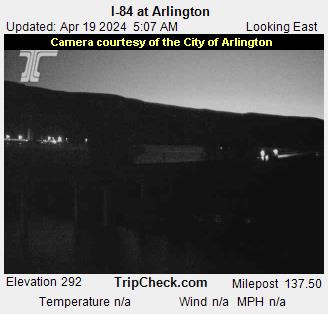 I-84 at Arlington
Updated: Apr 19 2024 5:07 AM Looking East
Camera courtesy of the City of Arlington
Elevation 292 TripCheck.com Milepost 137.50
Temperature n/a Wind n/a MPH n/a